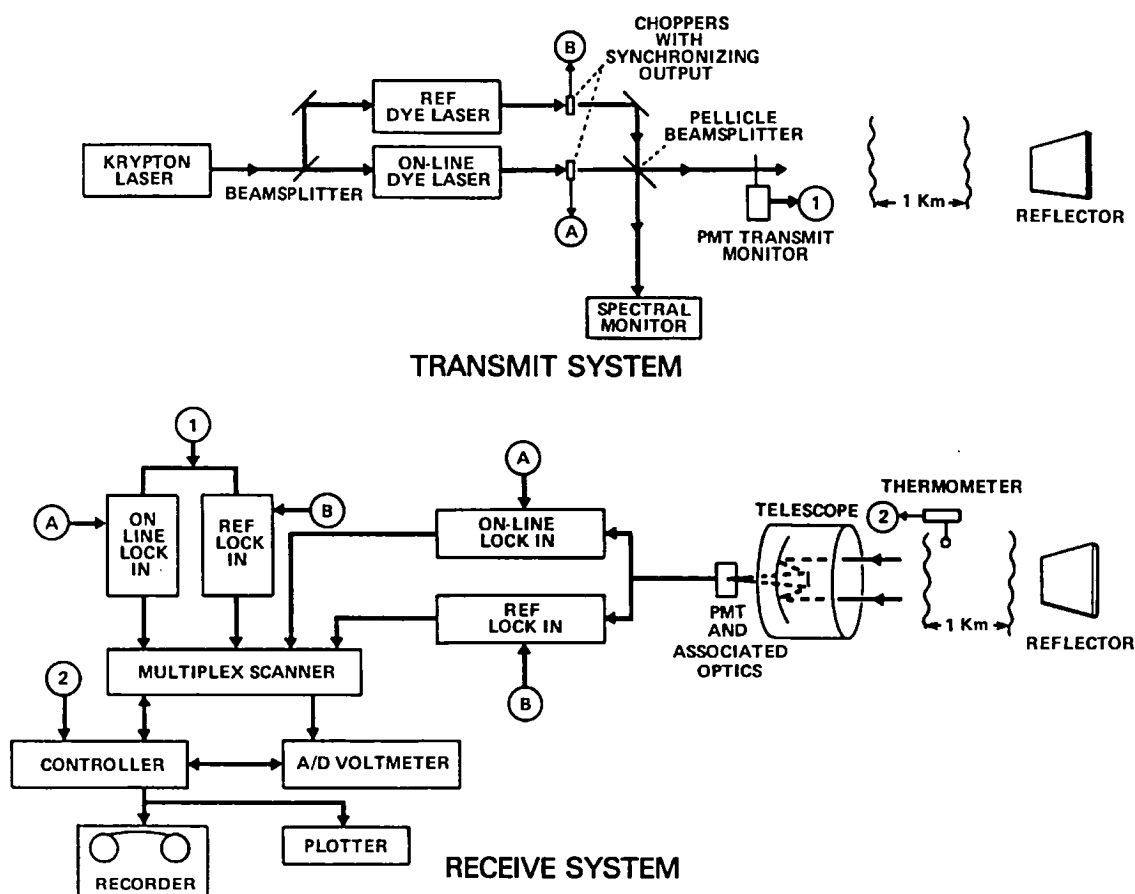 CHOPPERS
WITH
SYNCHRONIZING
OUTPUT
B
REF
DYE LASER
PELLICLE
BEAMSPLITTER
KRYPTON
LASER
BEAMSPLITTER
ON-LINE
DYE LASER
A
1
PMT TRANSMIT
MONITOR
1 Km
REFLECTOR
SPECTRAL
MONITOR
TRANSMIT SYSTEM
1
A
ON
LINE
LOCK
IN
REF
LOCK
IN
B
A
ON-LINE
LOCK IN
REF
LOCK IN
B
TELESCOPE
THERMOMETER
2
PMT
AND
ASSOCIATED
OPTICS
1 Km
REFLECTOR
MULTIPLEX SCANNER
2
CONTROLLER
A/D VOLTMETER
RECORDER
PLOTTER
RECEIVE SYSTEM